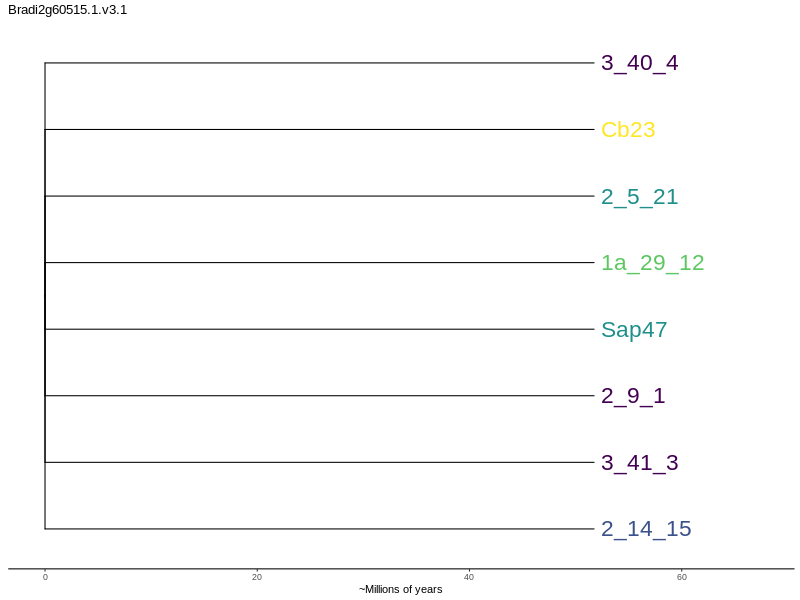 Bradi2g60515.1.v3.1
3_40_4
Cb23
2_5_21
1a_29_12
Sap47
2_9_1
3_41_3
2_14_15
0 20 40 60
~Millions of years